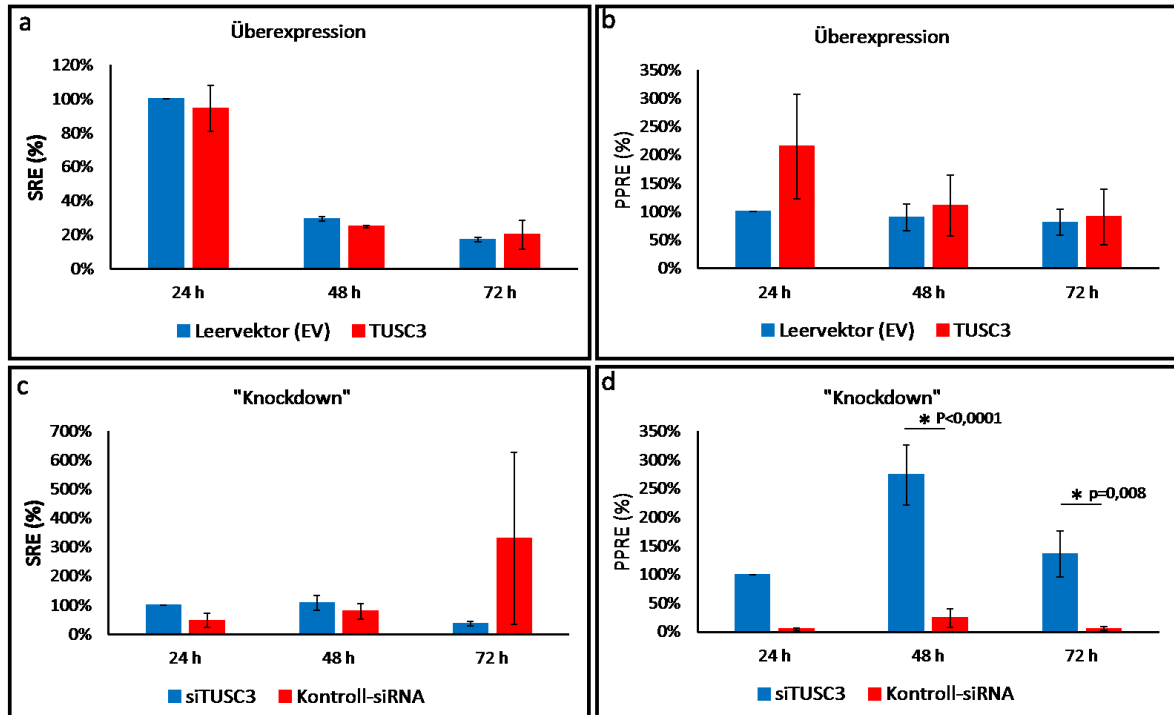 a
Überexpression
SRE (%)
120%
100%
80%
60%
40%
20%
0%
24 h 48 h 72 h
Leervektor (EV) TUSC3
b
Überexpression
PPRE (%)
350%
300%
250%
200%
150%
100%
50%
0%
24 h 48 h 72 h
Leervektor (EV) TUSC3
c
"Knockdown"
SRE (%)
700%
600%
500%
400%
300%
200%
100%
0%
24 h 48 h 72 h
siTUSC3 Kontroll-siRNA
d
"Knockdown"
* P<0,0001
* p=0,008
PPRE (%)
350%
300%
250%
200%
150%
100%
50%
0%
24 h 48 h 72 h
siTUSC3 Kontroll-siRNA